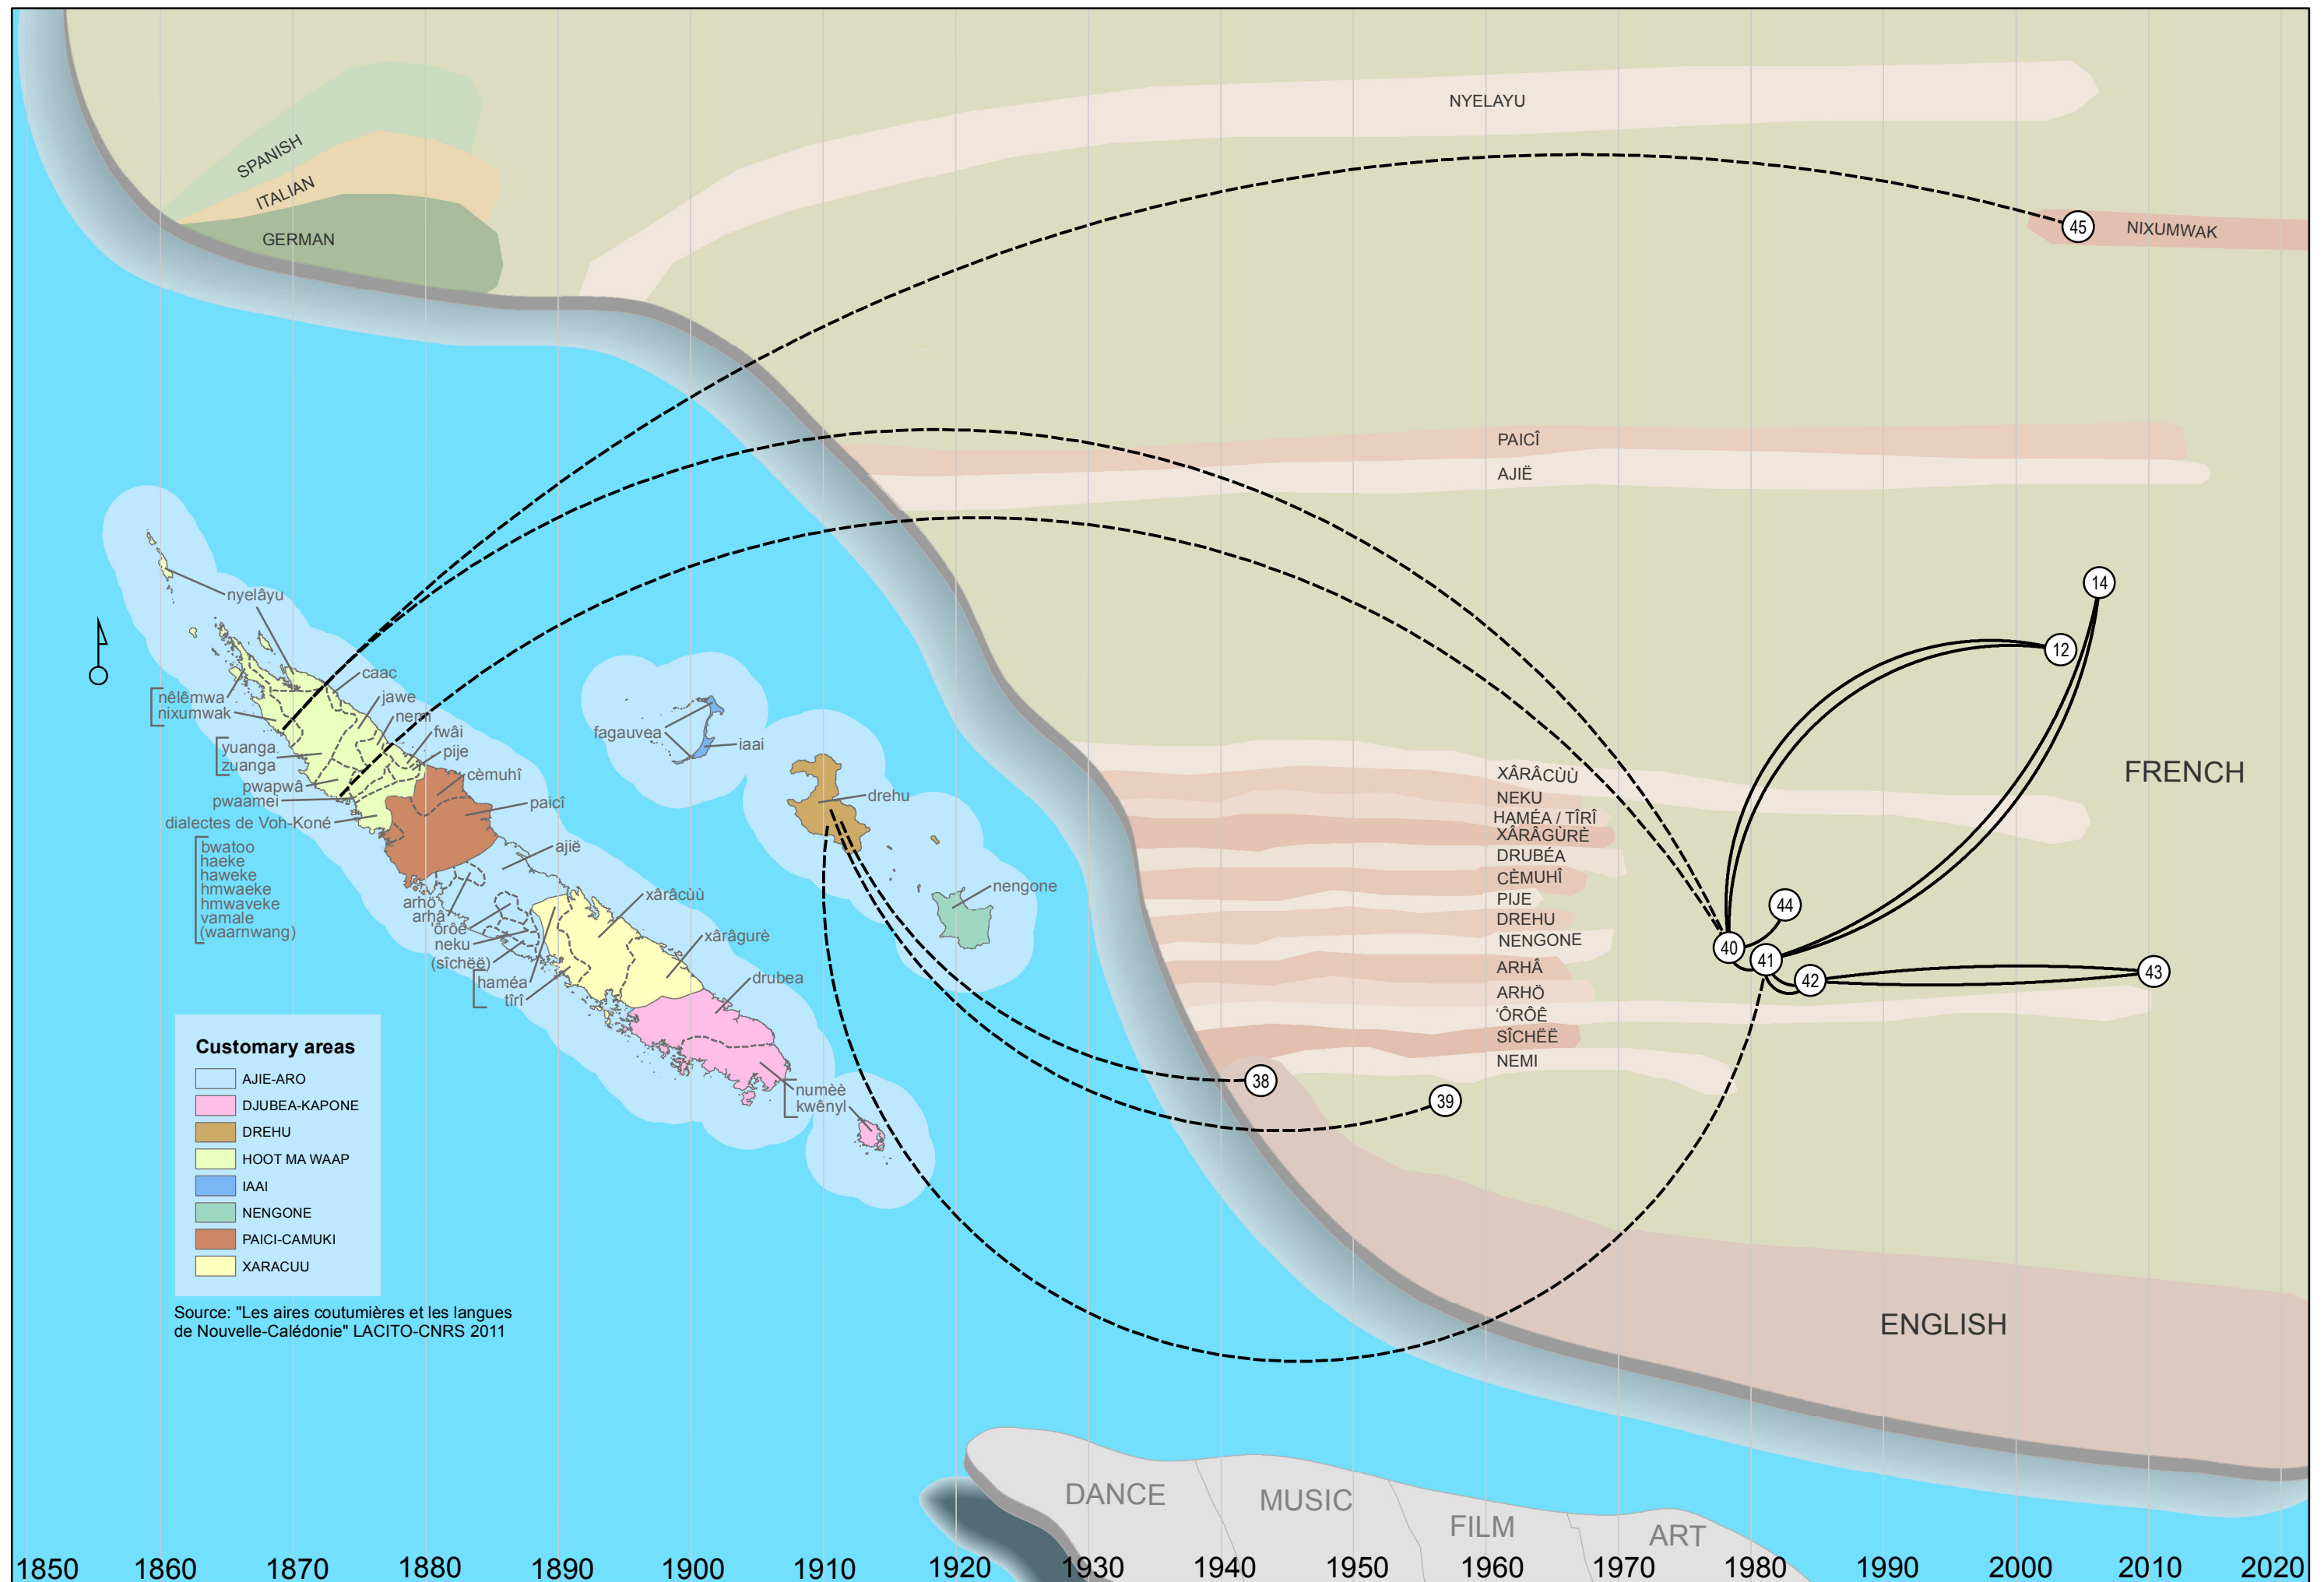 SPANISH
ITALIAN
GERMAN
NYELAYU
45
NIXUMWAK
PAICÎ
AJIË
14
12
FRENCH
nyelâyu
caac
jawe
nemi
fwâi
pije
cèmuhî
paicî
ajië
nêlêmwa
nixumwak
yuanga
zuanga
pwapwâ
pwaamei
dialectes de Voh-Koné
bwatoo
haeke
haweke
hmwaeke
hmwaveke
vamale
(waarnwang)
arhö
arhâ
'ôrôê
neku
(sîchëë)
haméa
tîrî
xârâcùù
xârâgurè
drubea
numèè
kwênyî
fagauvea
iaai
drehu
nengone
XÂRÂCÙÙ
NEKU
HAMÉA / TÎRÎ
XÂRÂGÙRÈ
DRUBÉA
CÈMUHÎ
PIJE
DREHU
NENGONE
ARHÂ
ARHÖ
'ÔRÔÊ
SÎCHËË
NEMI
44
40
41
42
43
38
39
Customary areas
AJIE-ARO
DJUBEA-KAPONE
DREHU
HOOT MA WAAP
IAAI
NENGONE
PAICI-CAMUKI
XARACUU
Source: "Les aires coutumières et les langues
de Nouvelle-Calédonie" LACITO-CNRS 2011
ENGLISH
DANCE
MUSIC
FILM
ART
1850 1860 1870 1880 1890 1900 1910 1920 1930 1940 1950 1960 1970 1980 1990 2000 2010 2020